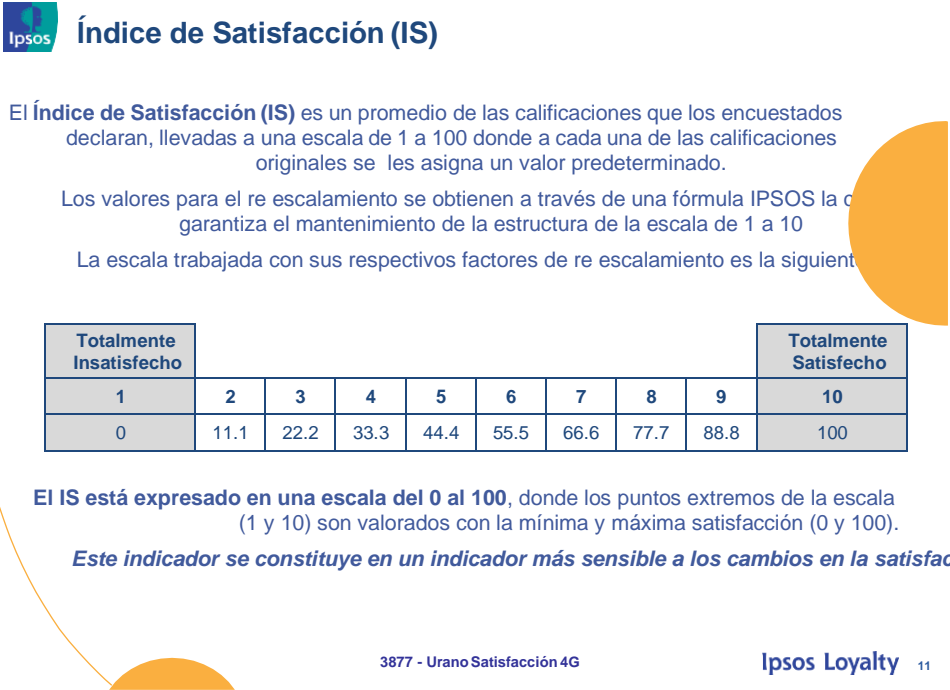 Ipsos
Índice de Satisfacción (IS)
El Índice de Satisfacción (IS) es un promedio de las calificaciones que los encuestados
declaran, llevadas a una escala de 1 a 100 donde a cada una de las calificaciones
originales se les asigna un valor predeterminado.
Los valores para el re escalamiento se obtienen a través de una fórmula IPSOS la
garantiza el mantenimiento de la estructura de la escala de 1 a 10
La escala trabajada con sus respectivos factores de re escalamiento es la
Totalmente Totalmente
Insatisfecho Satisfecho
1 2 3 4 5 6 7 8 9 10
0 11.1 22.2 33.3 44.4 55.5 66.6 77.7 88.8 100
El IS está expresado en una escala del 0 al 100, donde los puntos extremos de la escala
(1 y 10) son valorados con la mínima y máxima satisfacción (0 y 100).
Este indicador se constituye en un indicador más sensible a los cambios en la
3877 - Urano Satisfacción 4G
Ipsos Loyalty 11